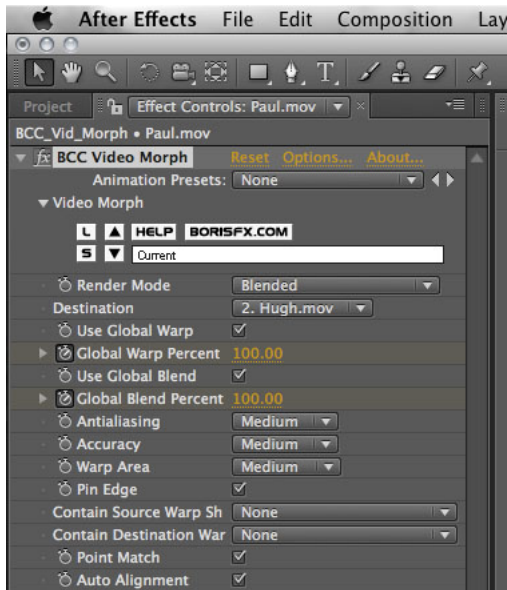 After Effects File Edit Composition Lay
Project Effect Controls: Paul.mov
BCC_Vid_Morph • Paul.mov
fx BCC Video Morph Reset Options... About...
Animation Presets: None
Video Morph
L HELP BORISFX.COM
S Current
Render Mode Blended
Destination 2. Hugh.mov
Use Global Warp
Global Warp Percent 100.00
Use Global Blend
Global Blend Percent 100.00
Antialiasing Medium
Accuracy Medium
Warp Area Medium
Pin Edge
Contain Source Warp Sh None
Contain Destination War None
Point Match
Auto Alignment